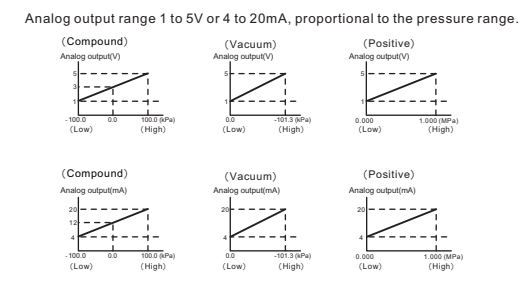 Analog output range 1 to 5V or 4 to 20mA, proportional to the pressure range.
(Compound) (Vacuum) (Positive)
Analog output(V) Analog output(V) Analog output(V)
5 5 5
3
1 1 1
-100.0 0.0 100.0 (kPa) 0.0 -101.3 (kPa) 0.000 1.000 (MPa)
(Low) (High) (Low) (High) (Low) (High)
(Compound) (Vacuum) (Positive)
Analog output(mA) Analog output(mA) Analog output(mA)
20 20 20
12
4 4 4
-100.0 0.0 100.0 (kPa) 0.0 -101.3 (kPa) 0.000 1.000 (MPa)
(Low) (High) (Low) (High) (Low) (High)